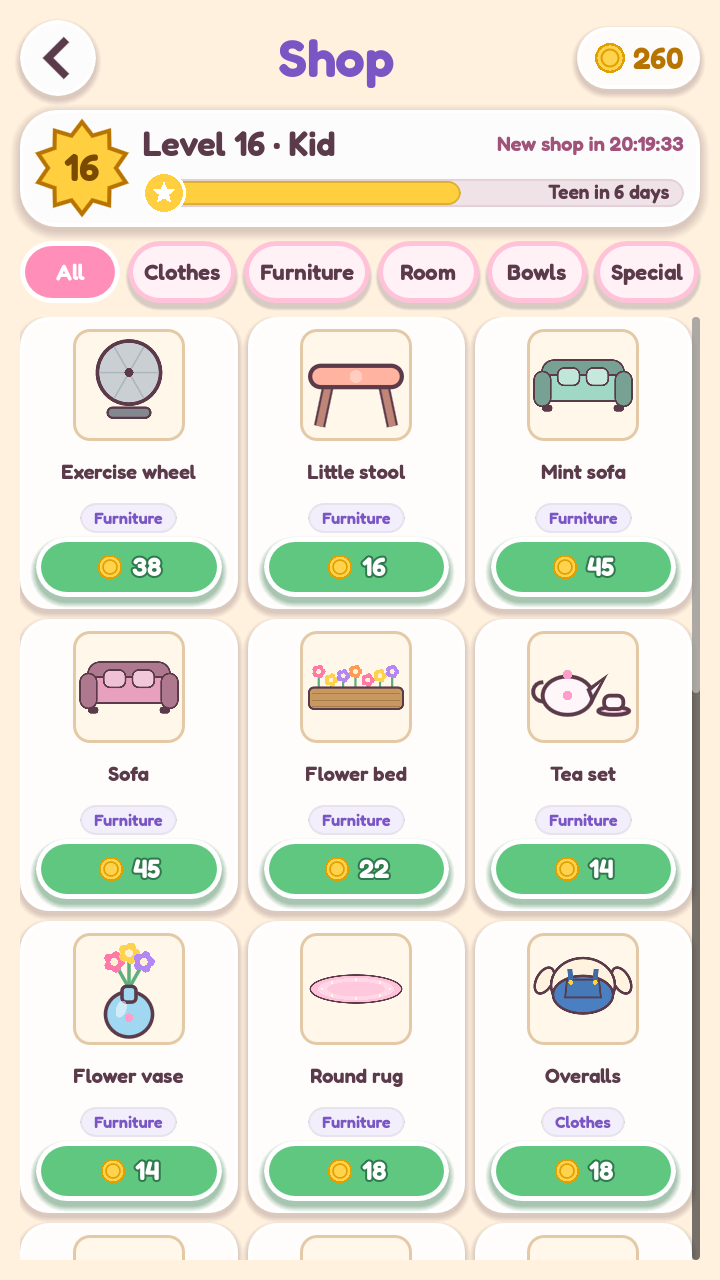 Shop
260
16
Level 16 · Kid
New shop in 20:19:33
Teen in 6 days
All
Clothes
Furniture
Room
Bowls
Special
Exercise wheel
Little stool
Mint sofa
Furniture
Furniture
Furniture
38
16
45
Sofa
Flower bed
Tea set
Furniture
Furniture
Furniture
45
22
14
Flower vase
Round rug
Overalls
Furniture
Furniture
Clothes
14
18
18